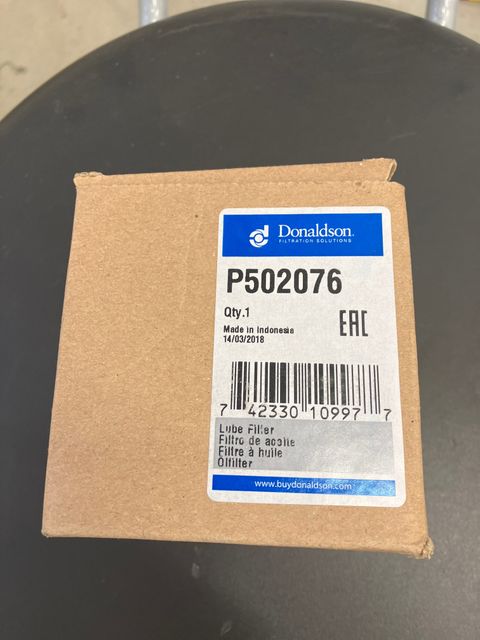 Donaldson.
FILTRATION SOLUTIONS
P502076
Qty.1
Made in Indonesia
14/03/2018
EAC
7 42330 10997 7
Lube Filter
Filtro de aceite
Filtre à huile
Ölfilter
www.buydonaldson.com